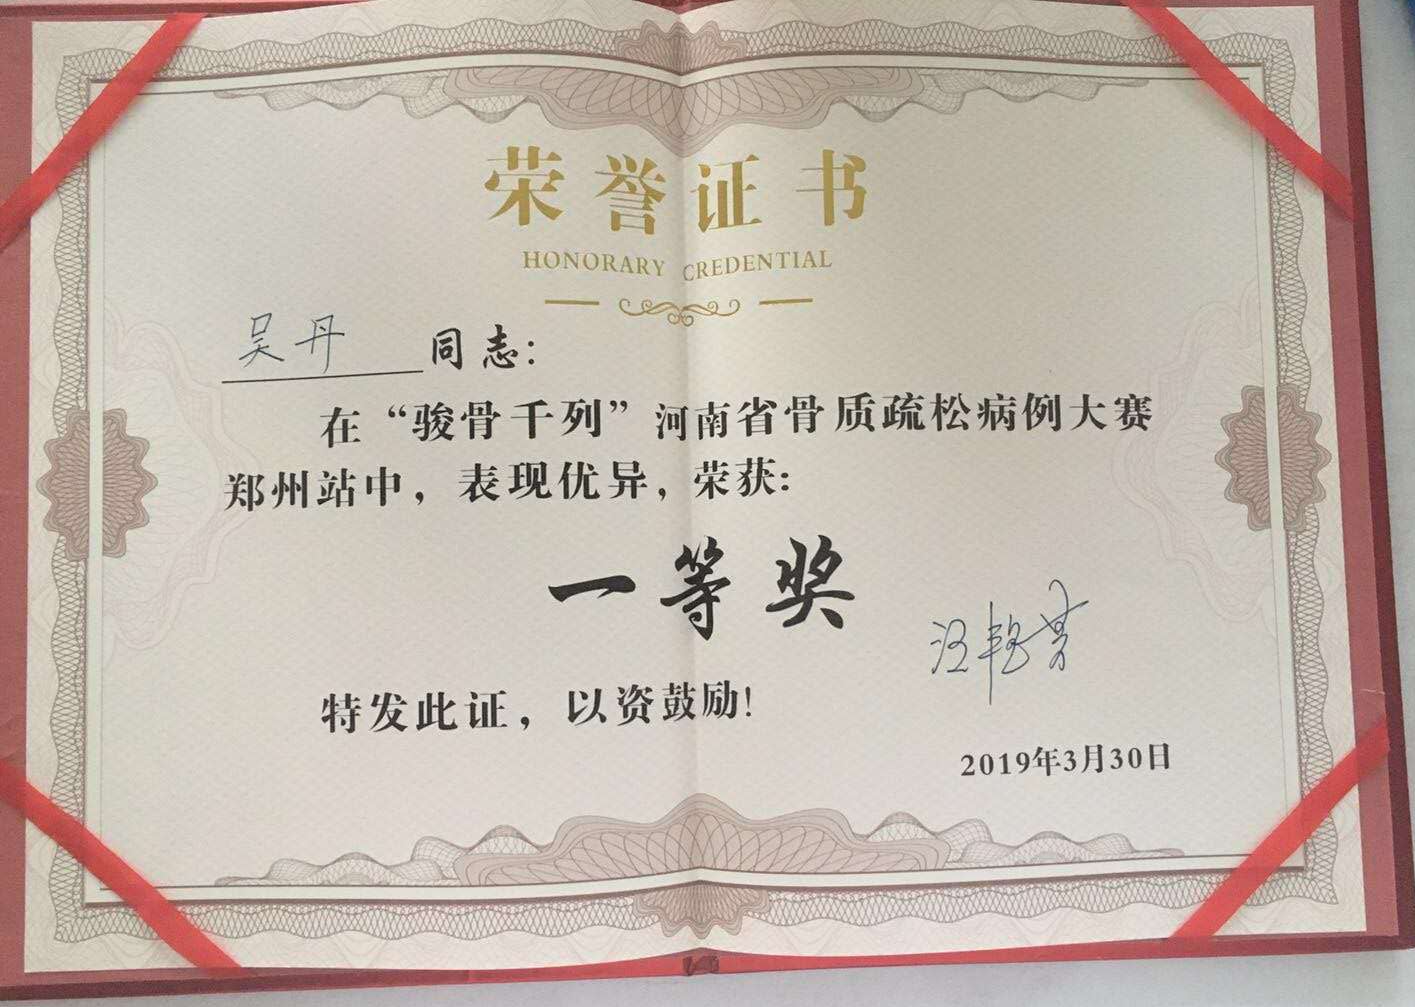 荣誉证书
HONORARY CREDENTIAL
吴丹 同志：
在“骏骨千列”河南省骨质疏松病例大赛
郑州站中，表现优异，荣获：
一等奖
特发此证，以资鼓励！
2019年3月30日